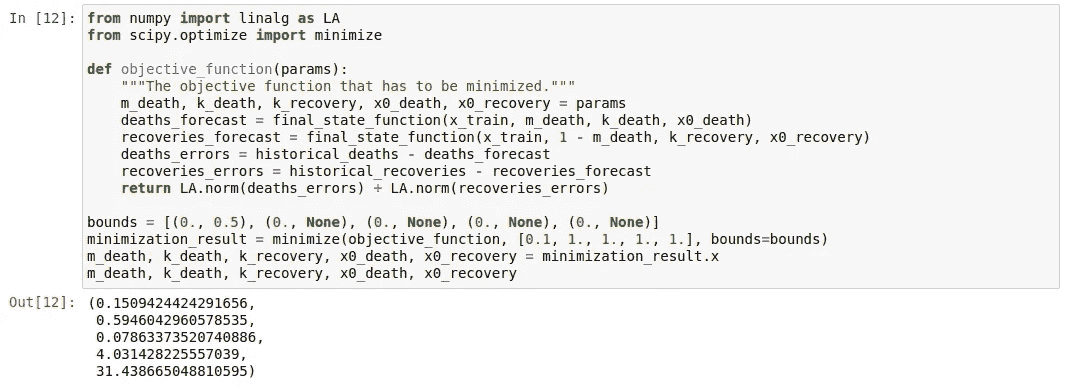 In [12]: from numpy import linalg as LA
from scipy.optimize import minimize
def objective_function(params):
    """The objective function that has to be minimized."""
    m_death, k_death, k_recovery, x0_death, x0_recovery = params
    deaths_forecast = final_state_function(x_train, m_death, k_death, x0_death)
    recoveries_forecast = final_state_function(x_train, 1 - m_death, k_recovery, x0_recovery)
    deaths_errors = historical_deaths - deaths_forecast
    recoveries_errors = historical_recoveries - recoveries_forecast
    return LA.norm(deaths_errors) + LA.norm(recoveries_errors)
bounds = [(0., 0.5), (0., None), (0., None), (0., None), (0., None)]
minimization_result = minimize(objective_function, [0.1, 1., 1., 1., 1.], bounds=bounds)
m_death, k_death, k_recovery, x0_death, x0_recovery = minimization_result.x
m_death, k_death, k_recovery, x0_death, x0_recovery
Out[12]: (0.1509424424291656,
0.5946042960578535,
0.07863373520740886,
4.031428225557039,
31.438665048810595)